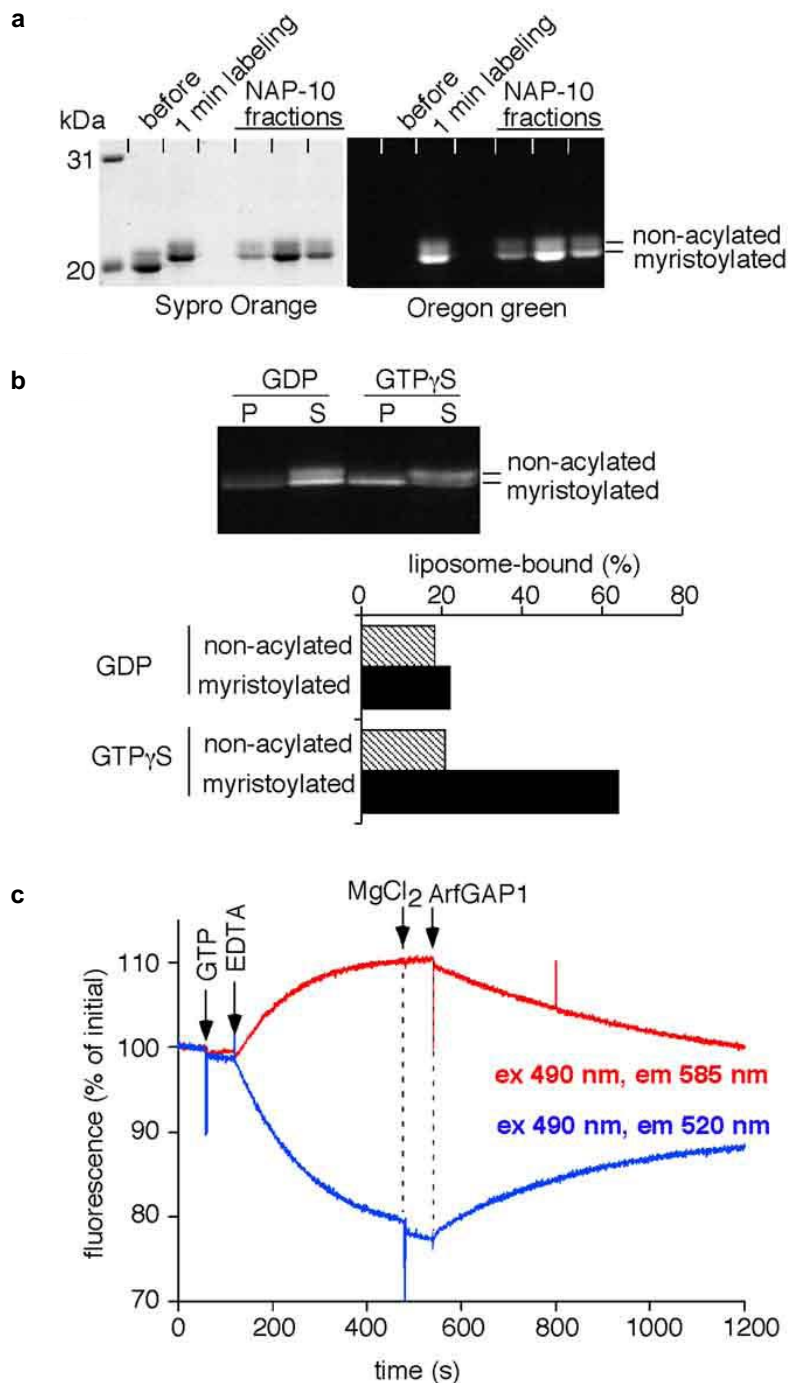 a
before
1 min labeling
NAP-10
fractions
before
1 min labeling
NAP-10
fractions
kDa
31
20
non-acylated
myristoylated
Sypro Orange
Oregon green
b
GDP
GTPγS
P
S
P
S
non-acylated
myristoylated
liposome-bound (%)
0
20
40
60
80
GDP
non-acylated
myristoylated
GTPγS
non-acylated
myristoylated
c
MgCl2
ArfGAP1
GTP
EDTA
fluorescence (% of initial)
110
100
90
80
70
ex 490 nm, em 585 nm
ex 490 nm, em 520 nm
0
200
400
600
800
1000
1200
time (s)